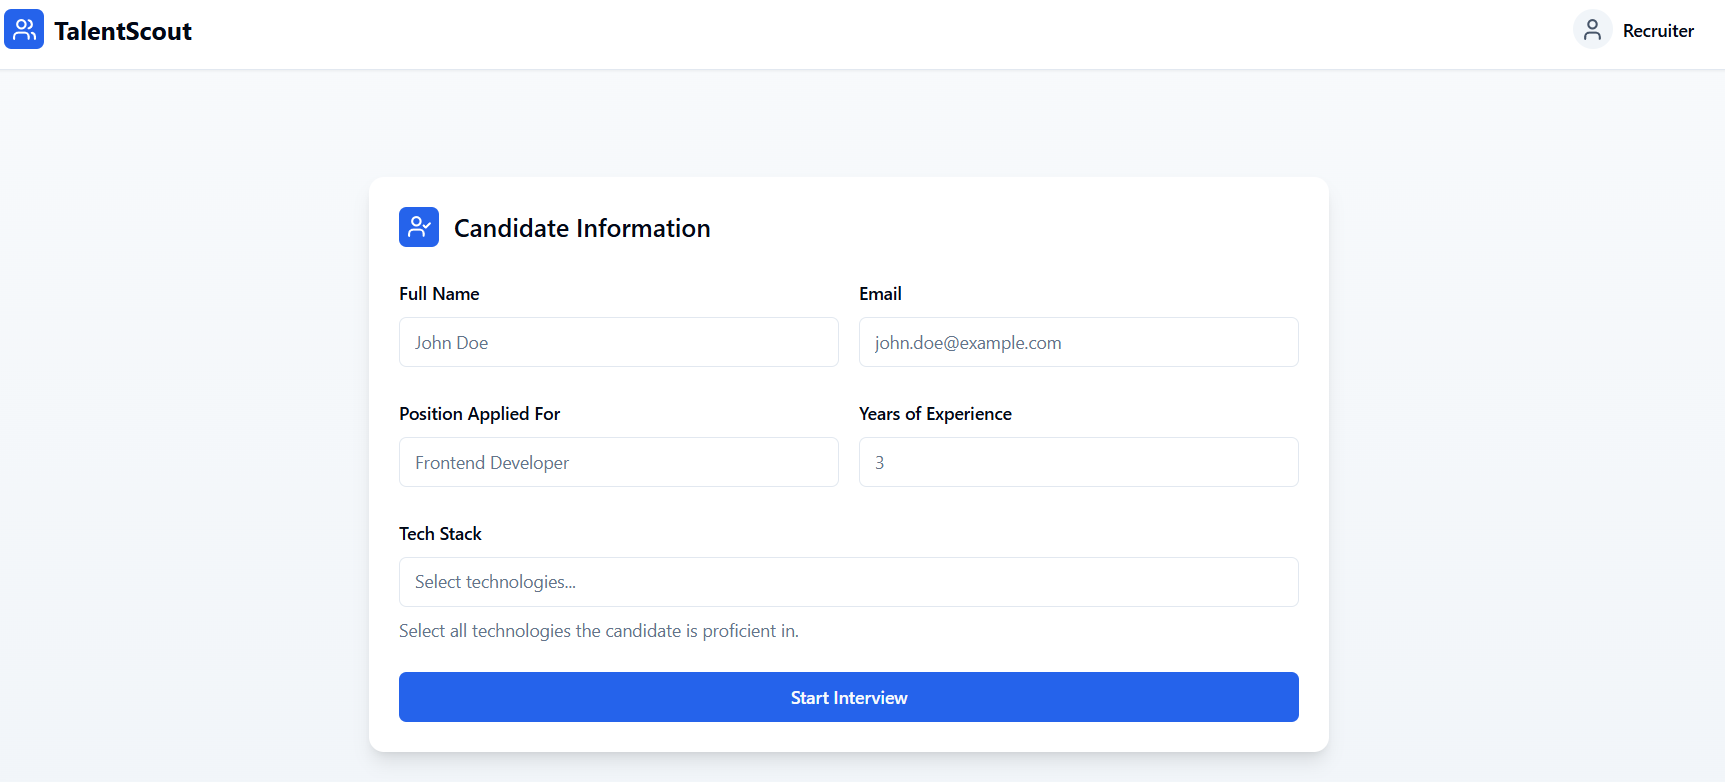 TalentScout
Recruiter
Candidate Information
Full Name
Email
John Doe
john.doe@example.com
Position Applied For
Years of Experience
Frontend Developer
3
Tech Stack
Select technologies...
Select all technologies the candidate is proficient in.
Start Interview